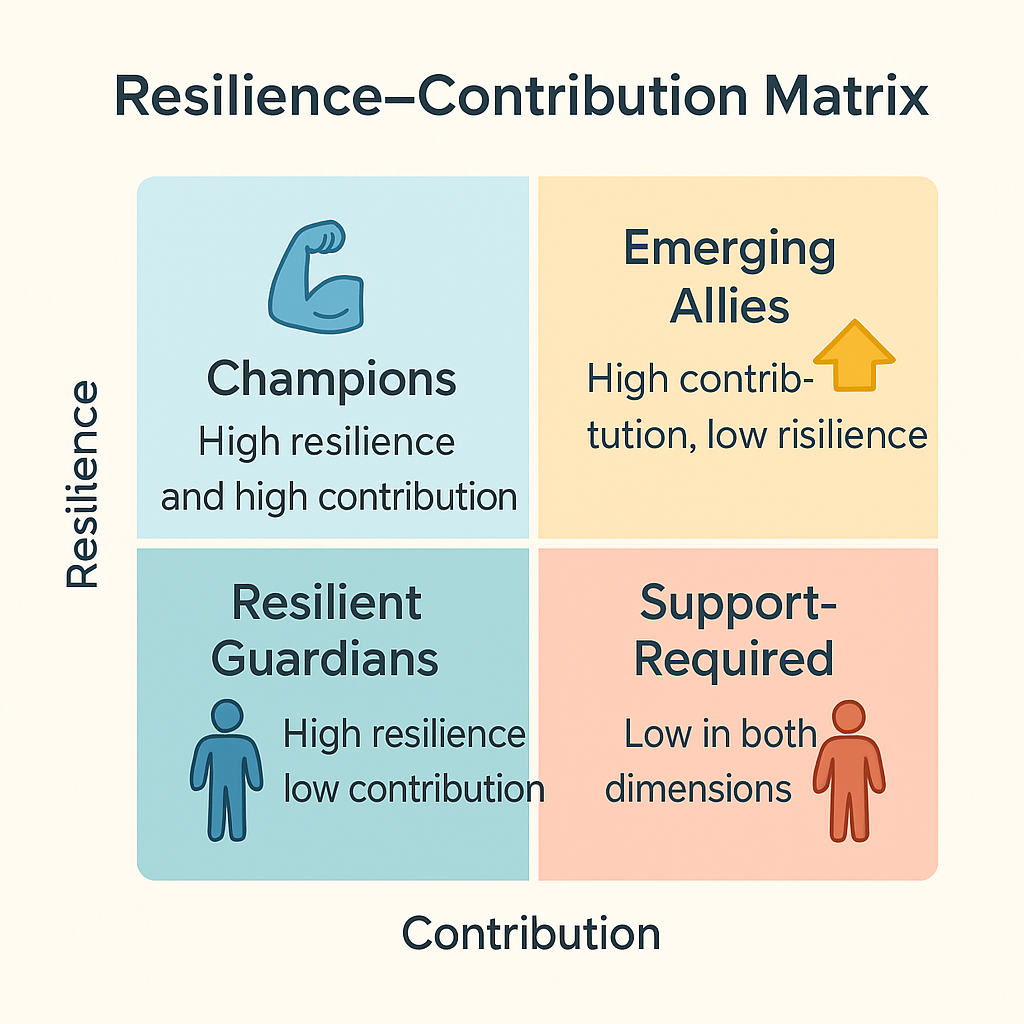 Resilience–Contribution Matrix
Resilience
Champions
High resilience
and high contribution
Emerging
Allies
High contrib-
tution, low risilience
Resilient
Guardians
High resilience
low contribution
Support-
Required
Low in both
dimensions
Contribution